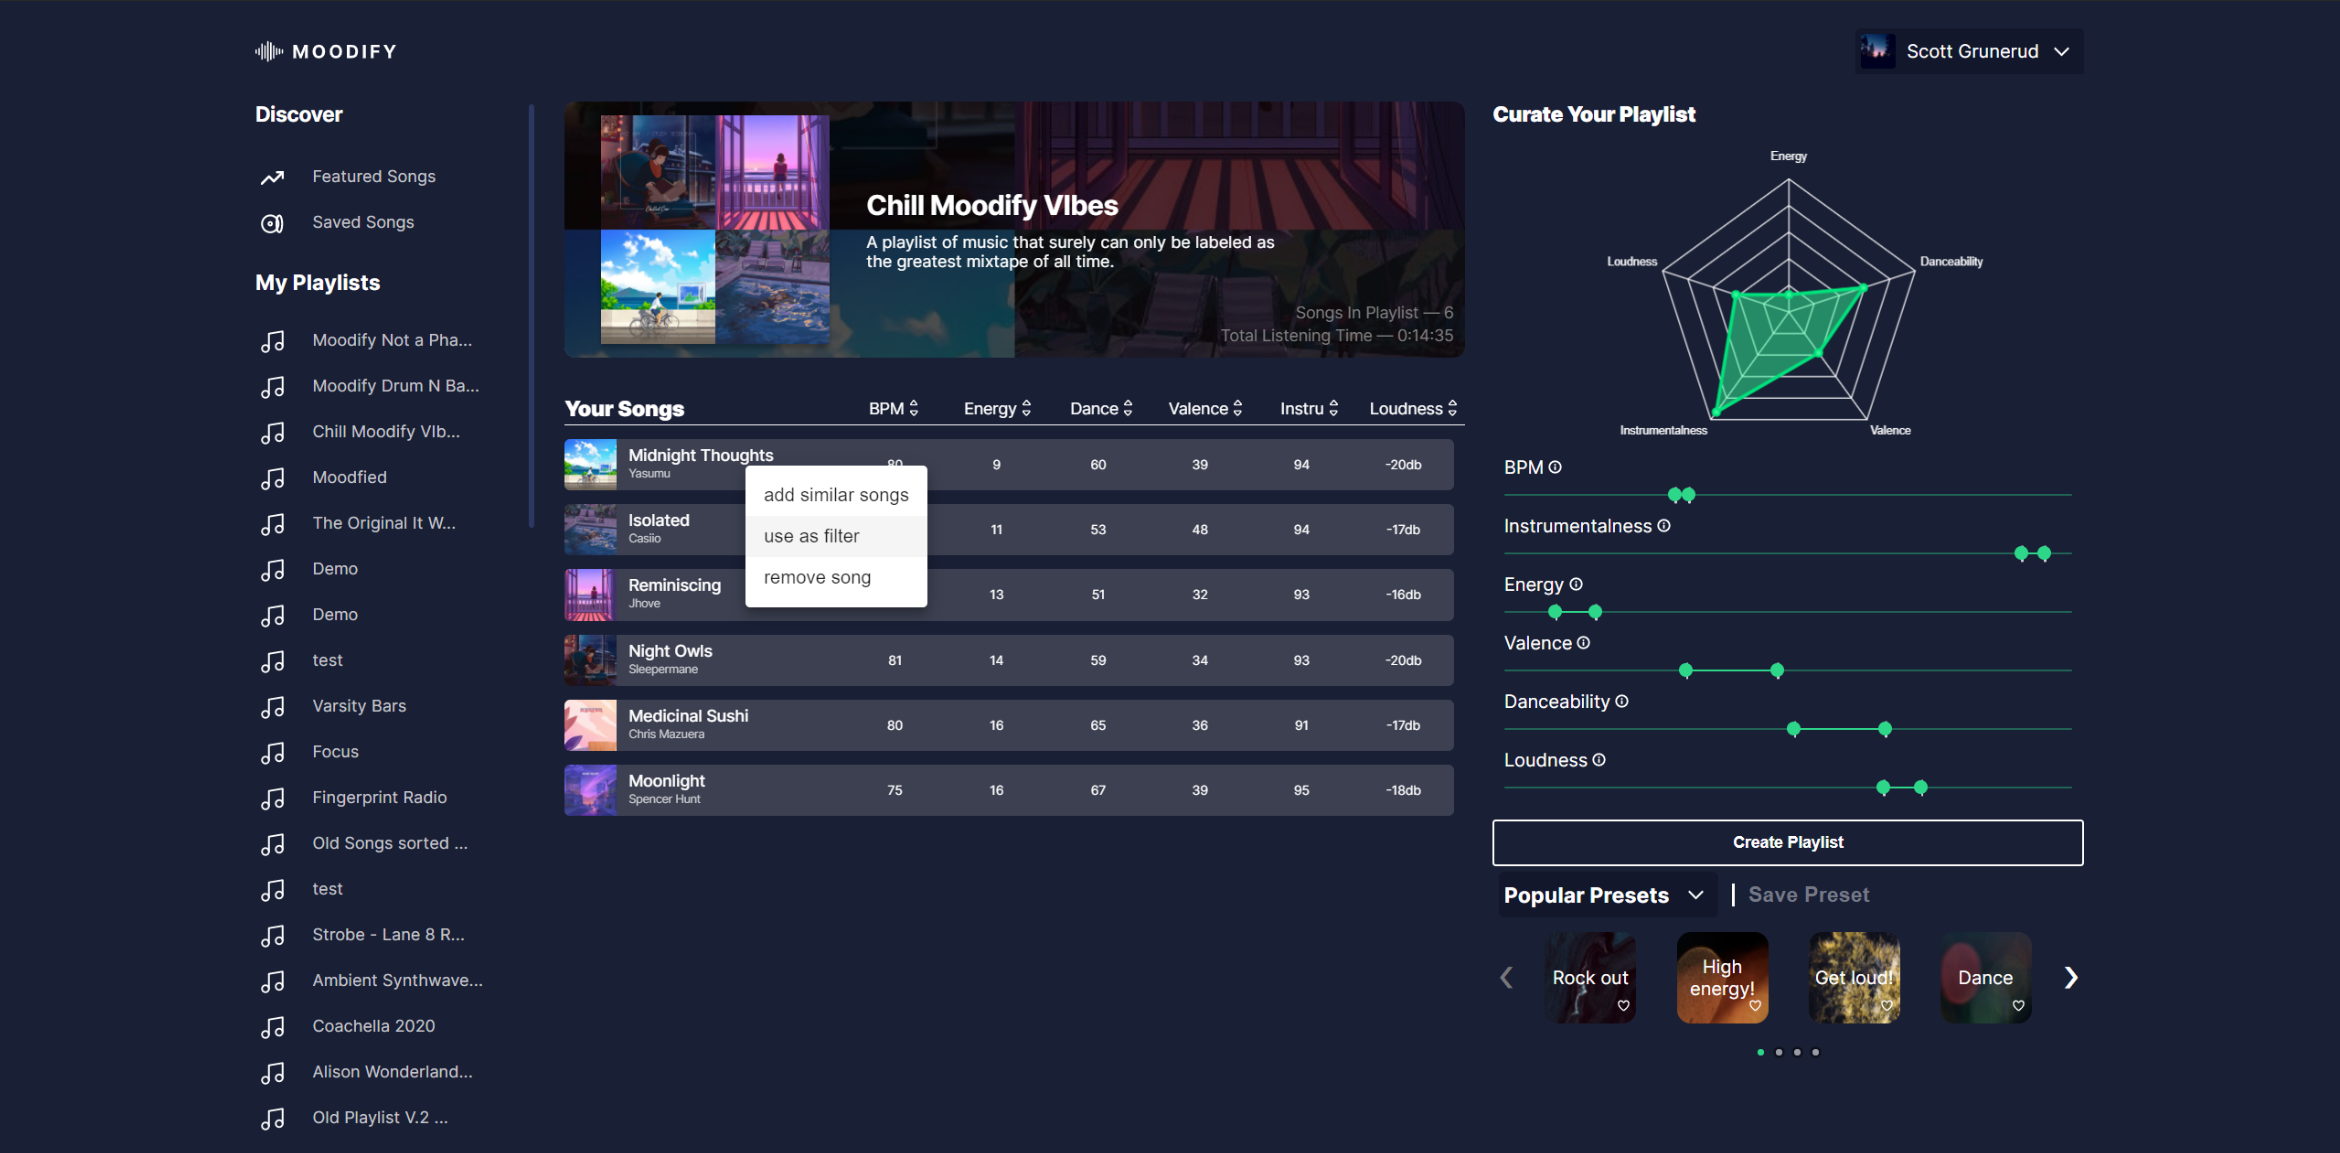 MOODIFY
Scott Grunerud
Discover
Featured Songs
Saved Songs
My Playlists
Moodify Not a Pha...
Moodify Drum N Ba...
Chill Moodify VIb...
Moodfied
The Original It W...
Demo
Demo
test
Varsity Bars
Focus
Fingerprint Radio
Old Songs sorted ...
test
Strobe - Lane 8 R...
Ambient Synthwave...
Coachella 2020
Alison Wonderland...
Old Playlist V.2 ...
Chill Moodify VIbes
A playlist of music that surely can only be labeled as
the greatest mixtape of all time.
Songs In Playlist — 6
Total Listening Time — 0:14:35
Your Songs BPM Energy Dance Valence Instru Loudness
Midnight Thoughts
Yasumu
80 9 60 39 94 -20db
add similar songs
use as filter
remove song
Isolated
Casiio
11 53 48 94 -17db
Reminiscing
Jhove
13 51 32 93 -16db
Night Owls
Sleepermane
81 14 59 34 93 -20db
Medicinal Sushi
Chris Mazuera
80 16 65 36 91 -17db
Moonlight
Spencer Hunt
75 16 67 39 95 -18db
Curate Your Playlist
Energy
Loudness
Danceability
Instrumentalness
Valence
BPM
Instrumentalness
Energy
Valence
Danceability
Loudness
Create Playlist
Popular Presets | Save Preset
Rock out
High
energy!
Get loud!
Dance